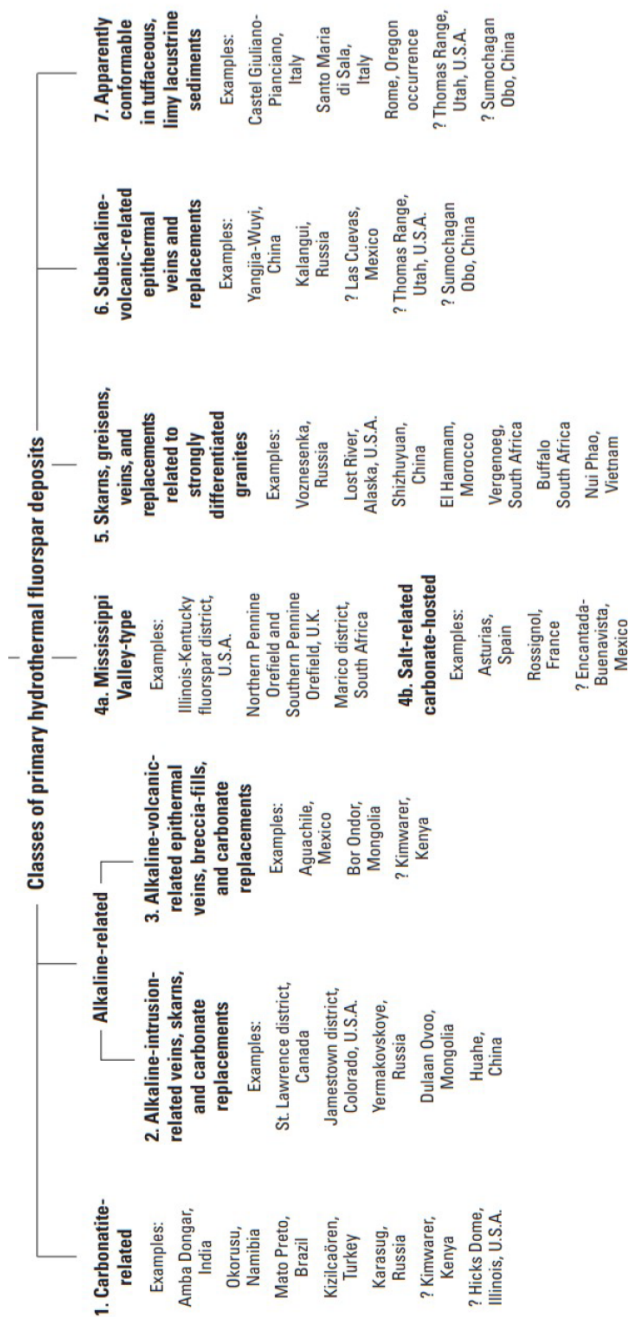 Classes of primary hydrothermal fluorspar deposits
1. Carbonatite-
related
Examples:
Amba Dongar,
India
Okorusu,
Namibia
Mato Preto,
Brazil
Kizilcaören,
Turkey
Karasug,
Russia
? Kimwarer,
Kenya
? Hicks Dome,
Illinois, U.S.A.
Alkaline-related
2. Alkaline-intrusion-
related veins, skarns,
and carbonate
replacements
Examples:
St. Lawrence district,
Canada
Jamestown district,
Colorado, U.S.A.
Yermakovskoye,
Russia
Dulaan Ovoo,
Mongolia
Huahe,
China
3. Alkaline-volcanic-
related epithermal
veins, breccia-fills,
and carbonate
replacements
Examples:
Aguachile,
Mexico
Bor Ondor,
Mongolia
? Kimwarer,
Kenya
4a. Mississippi
Valley-type
Examples:
Illinois-Kentucky
fluorspar district,
U.S.A.
Northern Pennine
Orefield and
Southern Pennine
Orefield, U.K.
Marico district,
South Africa
4b. Salt-related
carbonate-hosted
Examples:
Asturias,
Spain
Rossignol,
France
? Encantada-
Buenavista,
Mexico
5. Skarns, greisens,
veins, and
replacements
related to
strongly
differentiated
granites
Examples:
Voznesenka,
Russia
Lost River,
Alaska, U.S.A.
Shizhuyuan,
China
El Hammam,
Morocco
Vergenoeg,
South Africa
Buffalo
South Africa
Nui Phao,
Vietnam
6. Subalkaline-
volcanic-related
epithermal
veins and
replacements
Examples:
Yangjia-Wuyi,
China
Kalangui,
Russia
? Las Cuevas,
Mexico
? Thomas Range,
Utah, U.S.A.
? Sumochagan
Obo, China
7. Apparently
conformable
in tuffaceous,
limy lacustrine
sediments
Examples:
Castel Giuliano-
Pianciano,
Italy
Santo Maria
di Sala,
Italy
Rome, Oregon
occurrence
? Thomas Range,
Utah, U.S.A.
? Sumochagan
Obo, China